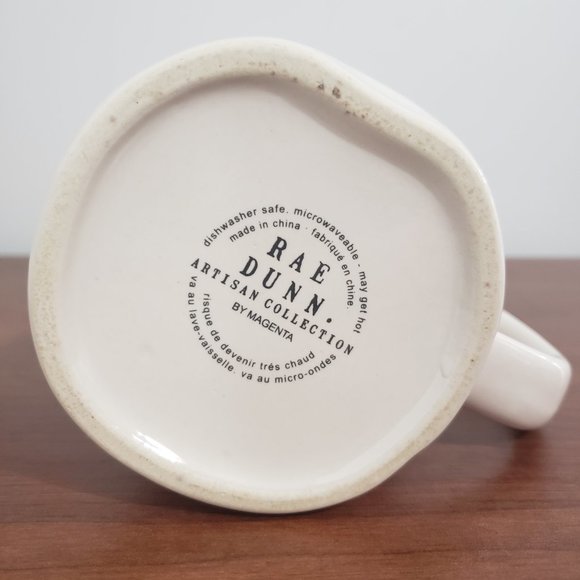 dishwasher safe. microwaveable - may get hot
made in china · fabriqué en chine.
RAE
DUNN.
ARTISAN COLLECTION
BY MAGENTA
risque de devenir trés chaud
va au lave-vaisselle. va au micro-ondes